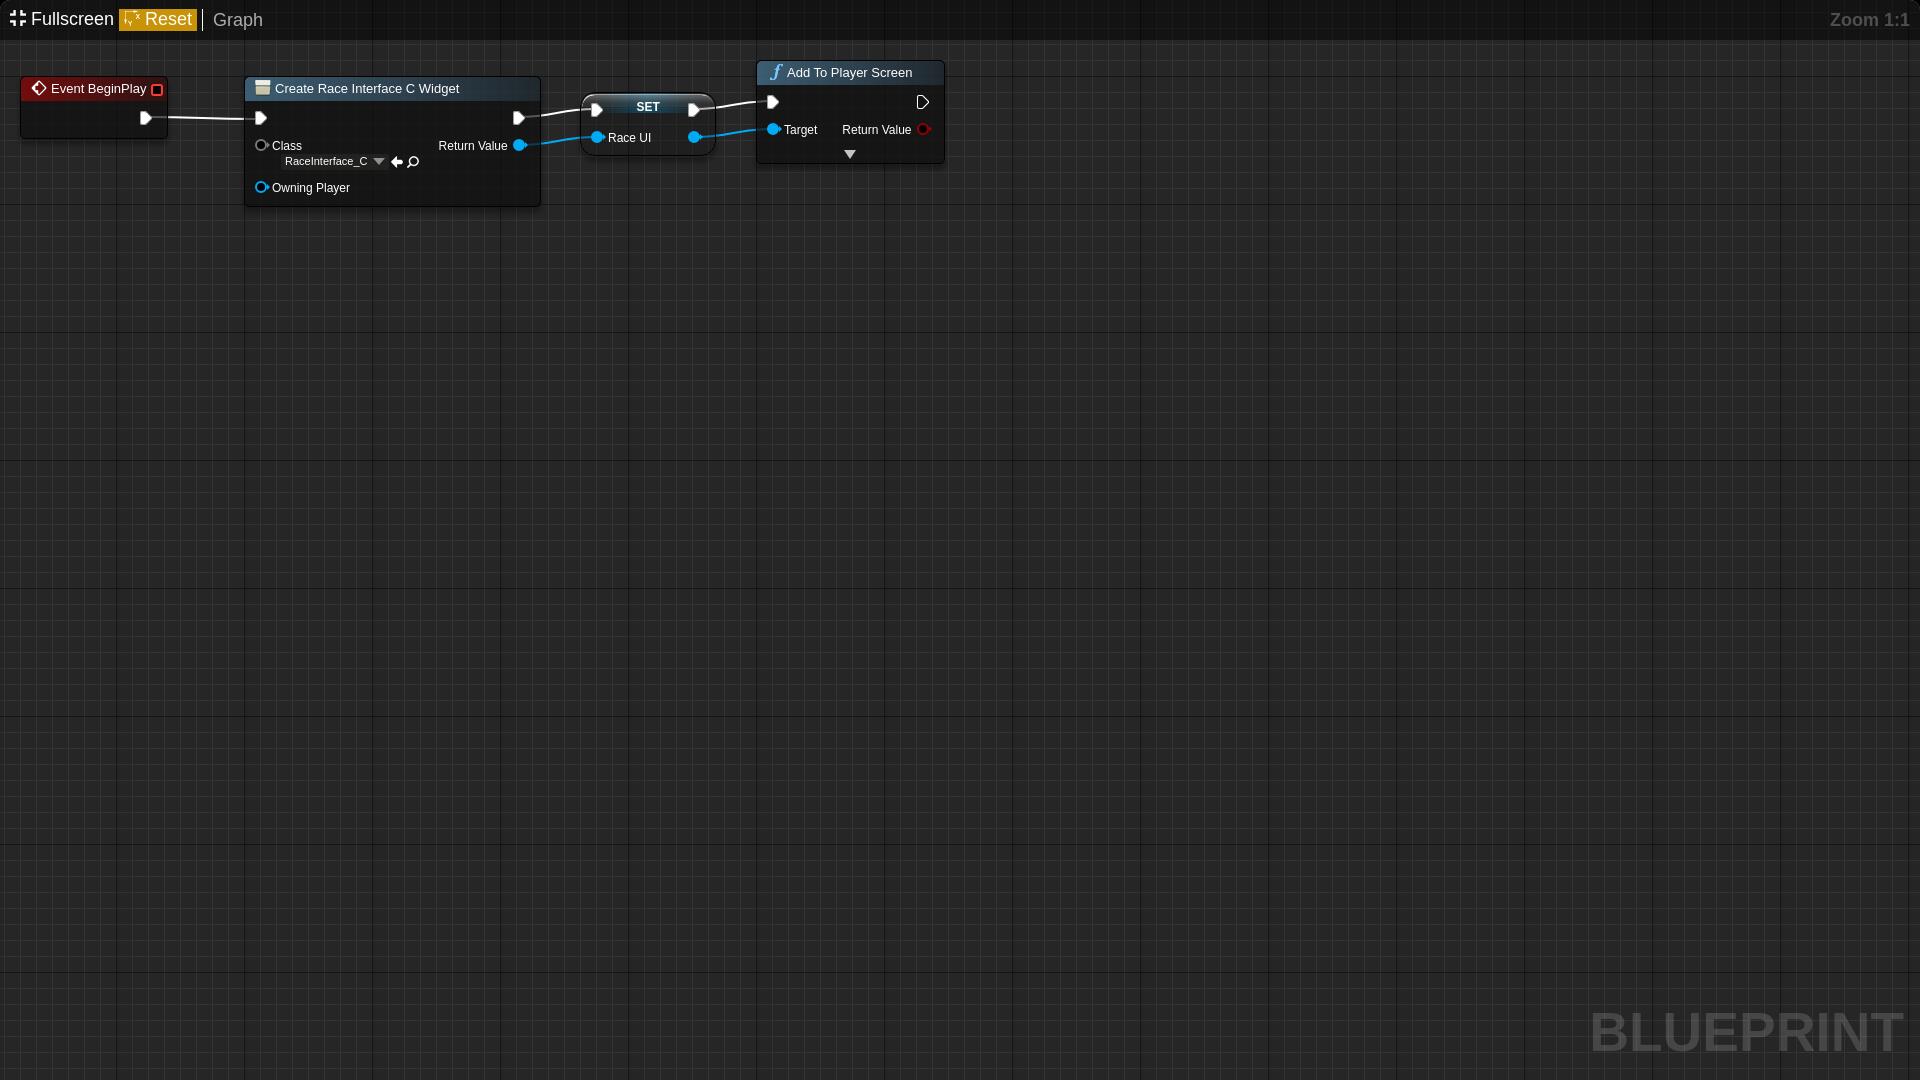 Fullscreen Reset Graph Zoom 1:1
Event BeginPlay
Create Race Interface C Widget
Class
RaceInterface_C
Owning Player
Return Value
SET
Race UI
Add To Player Screen
Target Return Value
BLUEPRINT